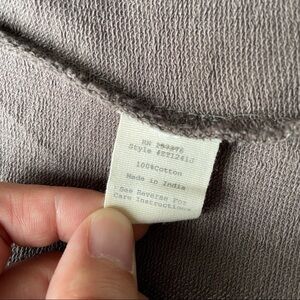 RN
Style #
100%Cotton
Made in India
See Reverse For
Care Instructions